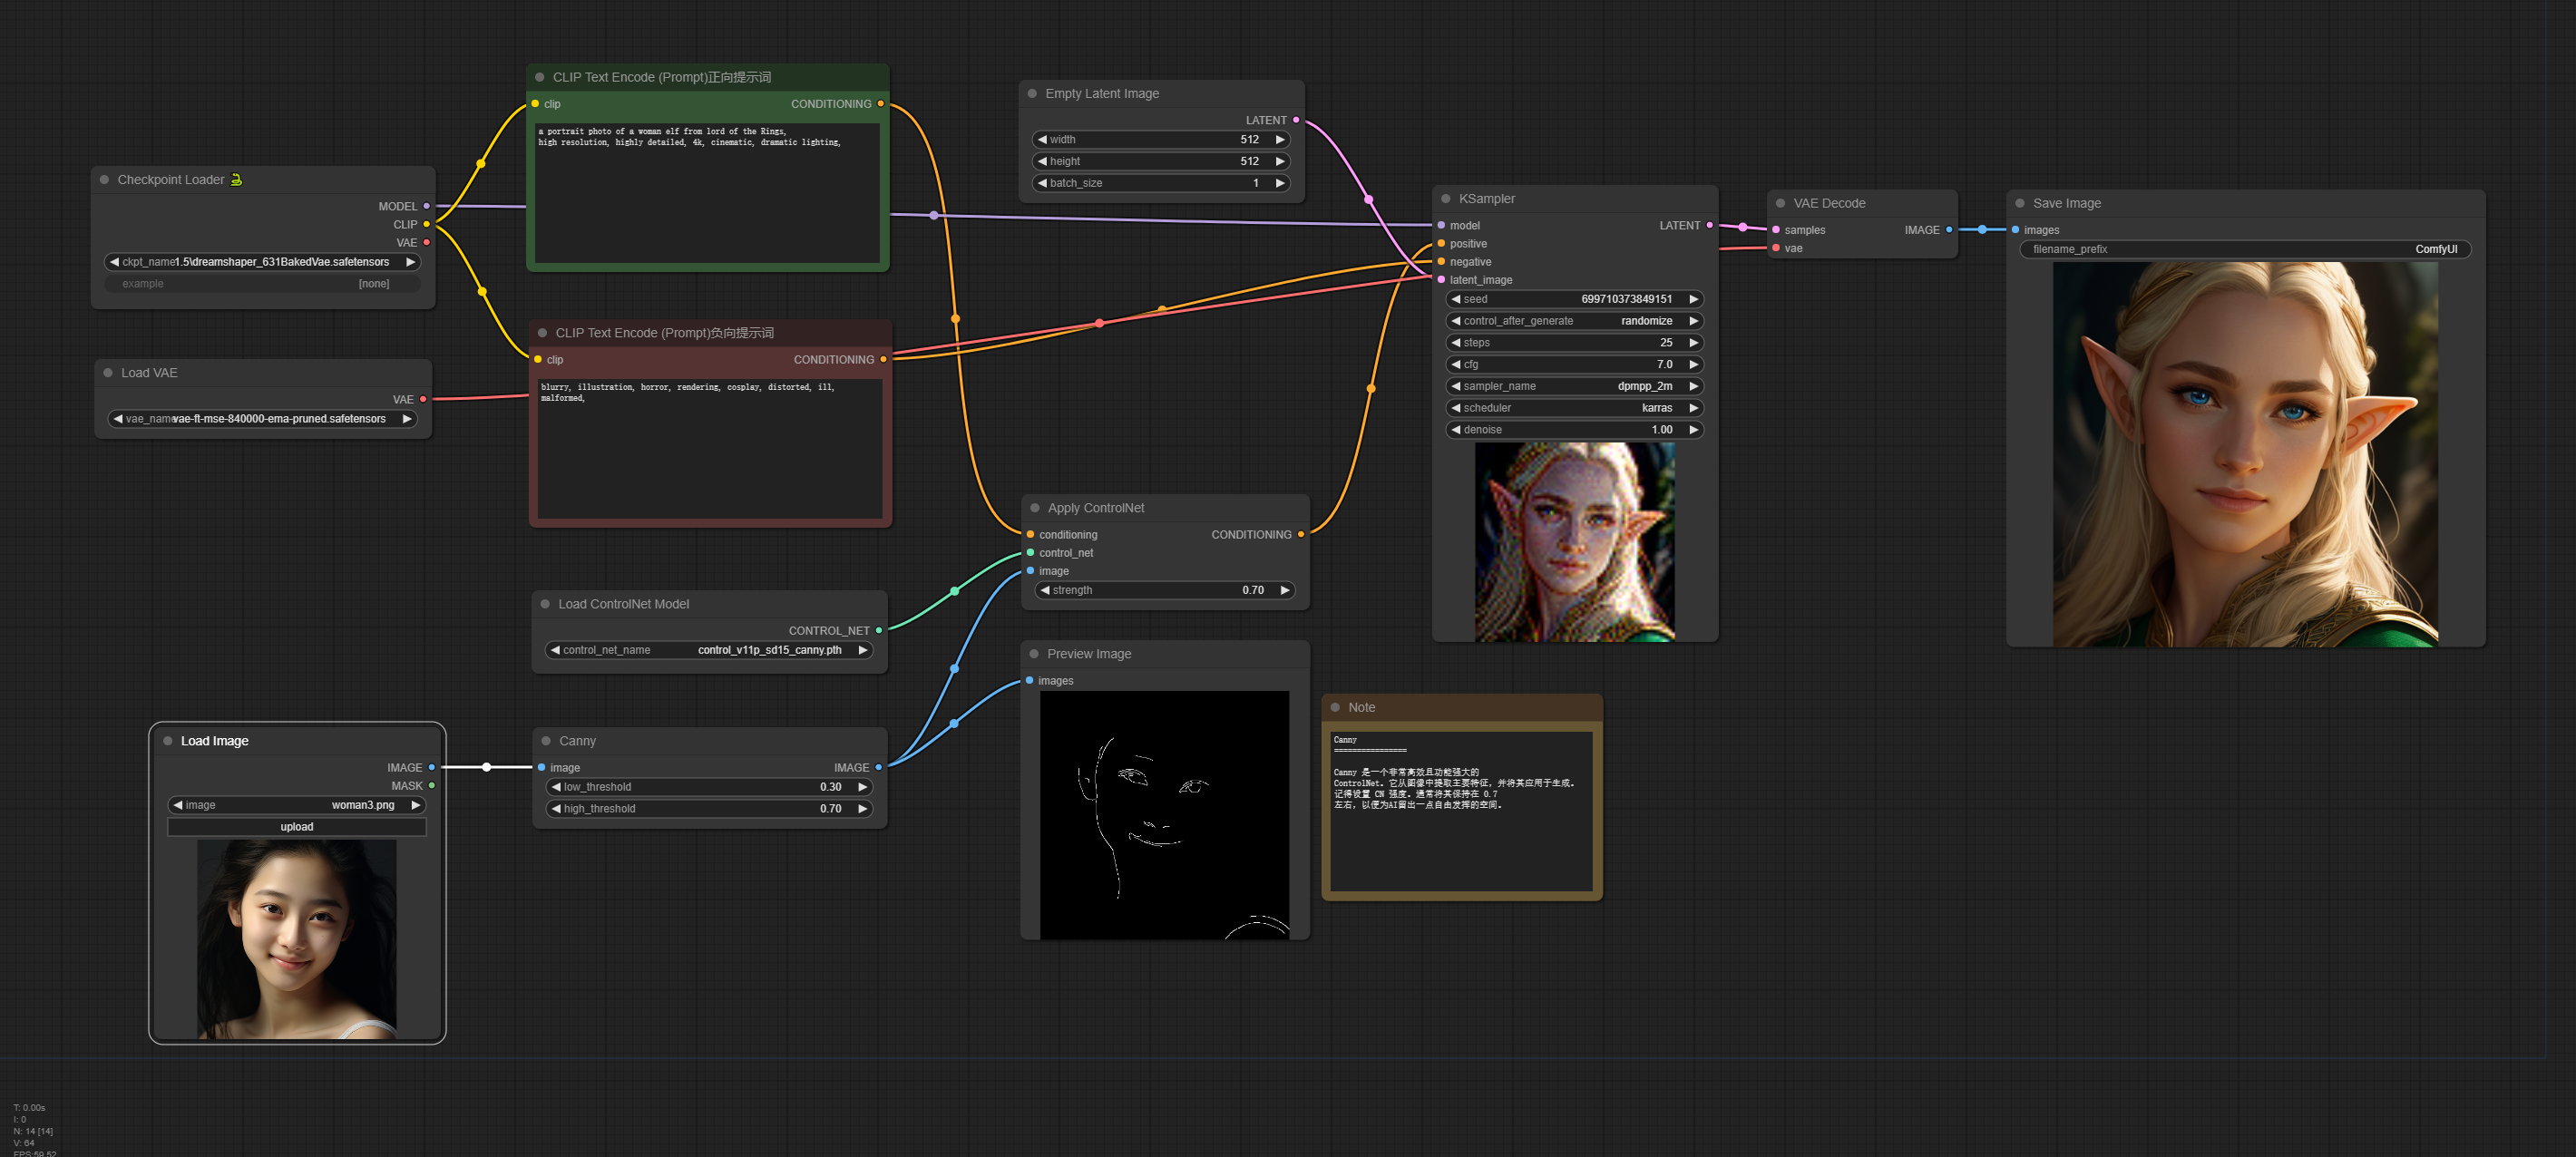 CLIP Text Encode (Prompt)正向提示词
clip
CONDITIONING
a portrait photo of a woman elf from lord of the Rings,
high resolution, highly detailed, 4k, cinematic, dramatic lighting,
Checkpoint Loader
MODEL
CLIP
VAE
ckpt_name 1.5\dreamshaper_631BakedVae.safetensors
example [none]
Load VAE
VAE
vae_name vae-ft-mse-840000-ema-pruned.safetensors
CLIP Text Encode (Prompt)负向提示词
clip
CONDITIONING
blurry, illustration, horror, rendering, cosplay, distorted, ill,
malformed,
Empty Latent Image
LATENT
width 512
height 512
batch_size 1
KSampler
model
LATENT
positive
negative
latent_image
seed 699710373849151
control_after_generate randomize
steps 25
cfg 7.0
sampler_name dpmpp_2m
scheduler karras
denoise 1.00
VAE Decode
samples
IMAGE
vae
Save Image
images
filename_prefix ComfyUI
Apply ControlNet
conditioning
CONDITIONING
control_net
image
strength 0.70
Load ControlNet Model
CONTROL_NET
control_net_name control_v11p_sd15_canny.pth
Preview Image
images
Load Image
IMAGE
MASK
image woman3.png
upload
Canny
image
IMAGE
low_threshold 0.30
high_threshold 0.70
Note
Canny
================
Canny 是一个非常高效且功能强大的
ControlNet。它从图像中提取主要特征，并将其应用于生成。
记得设置 CN 强度。通常将其保持在 0.7
左右，以便为AI留出一点自由发挥的空间。
T: 0.00s
I: 0
N: 14 [14]
V: 64
FPS:59.52